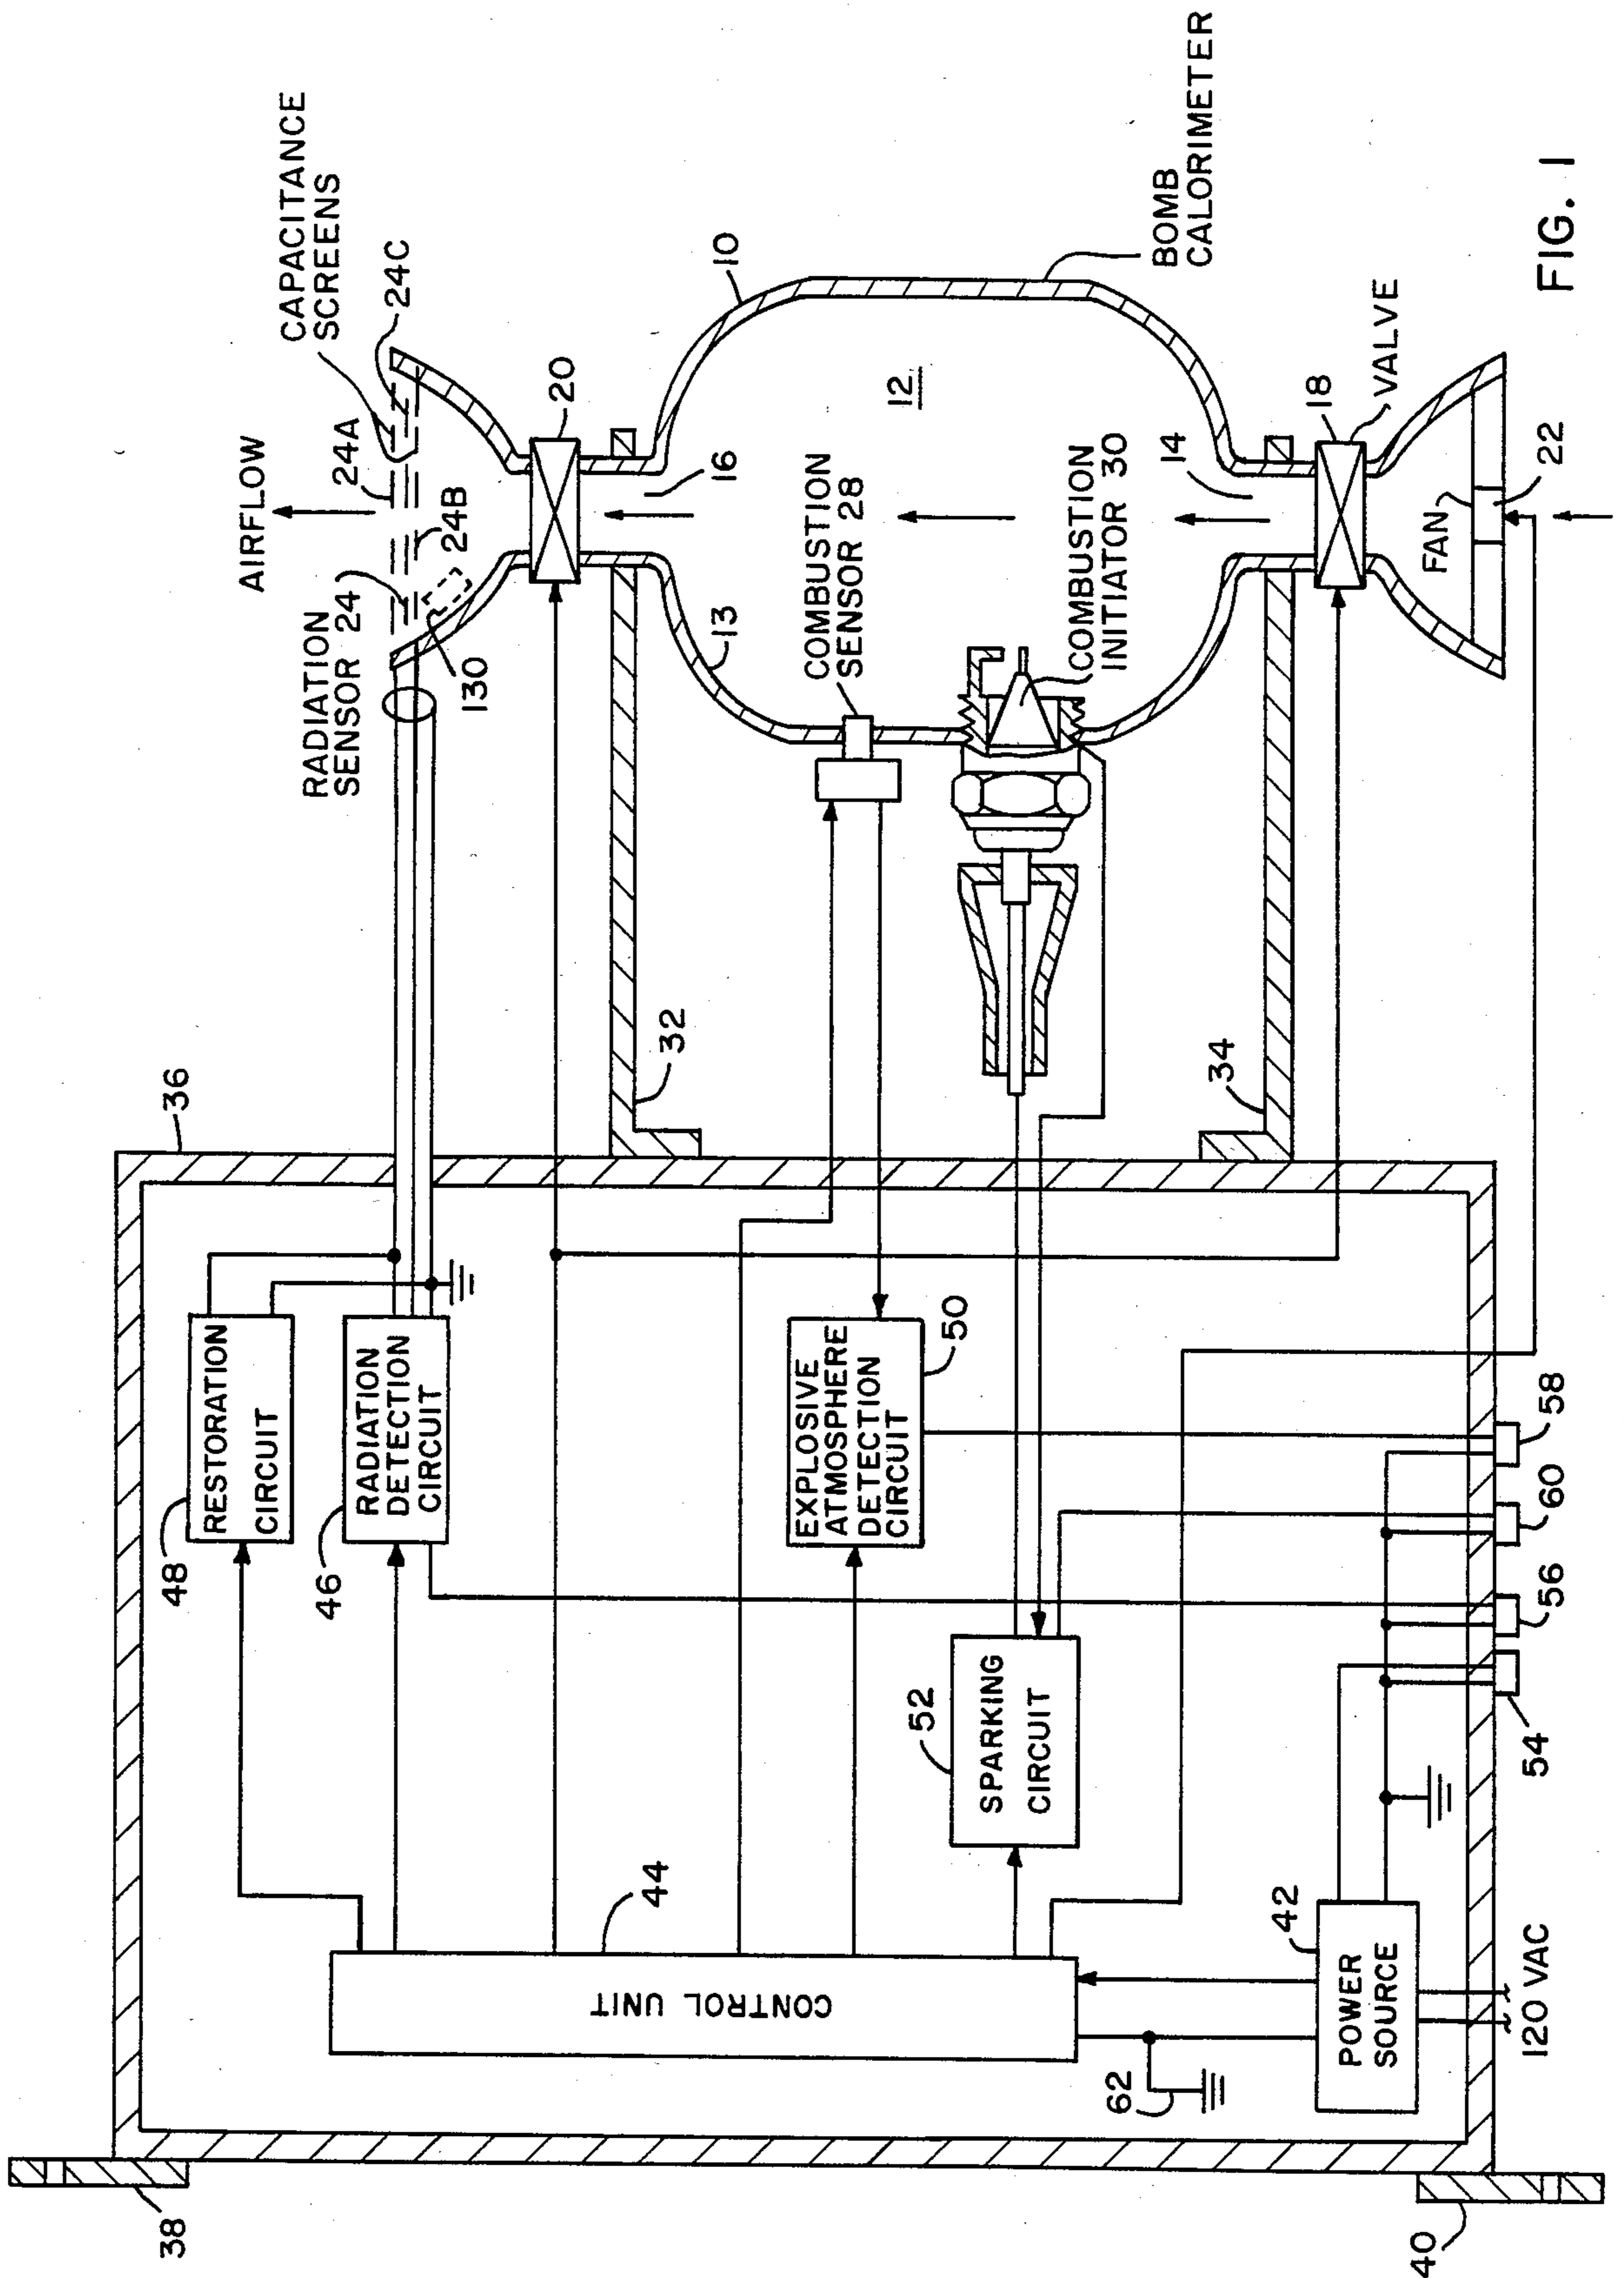 AIRFLOW
CAPACITANCE
SCREENS
24A
24C
RADIATION
SENSOR 24
24B
130
20
10
13
16
12
COMBUSTION
SENSOR 28
COMBUSTION
INITIATOR 30
BOMB
CALORIMETER
14
18
VALVE
FAN
22
36
32
34
48
RESTORATION
CIRCUIT
46
RADIATION
DETECTION
CIRCUIT
EXPLOSIVE
ATMOSPHERE
DETECTION
CIRCUIT
50
52
SPARKING
CIRCUIT
44
CONTROL UNIT
42
POWER
SOURCE
62
120 VAC
54
56
60
58
38
40
FIG. 1